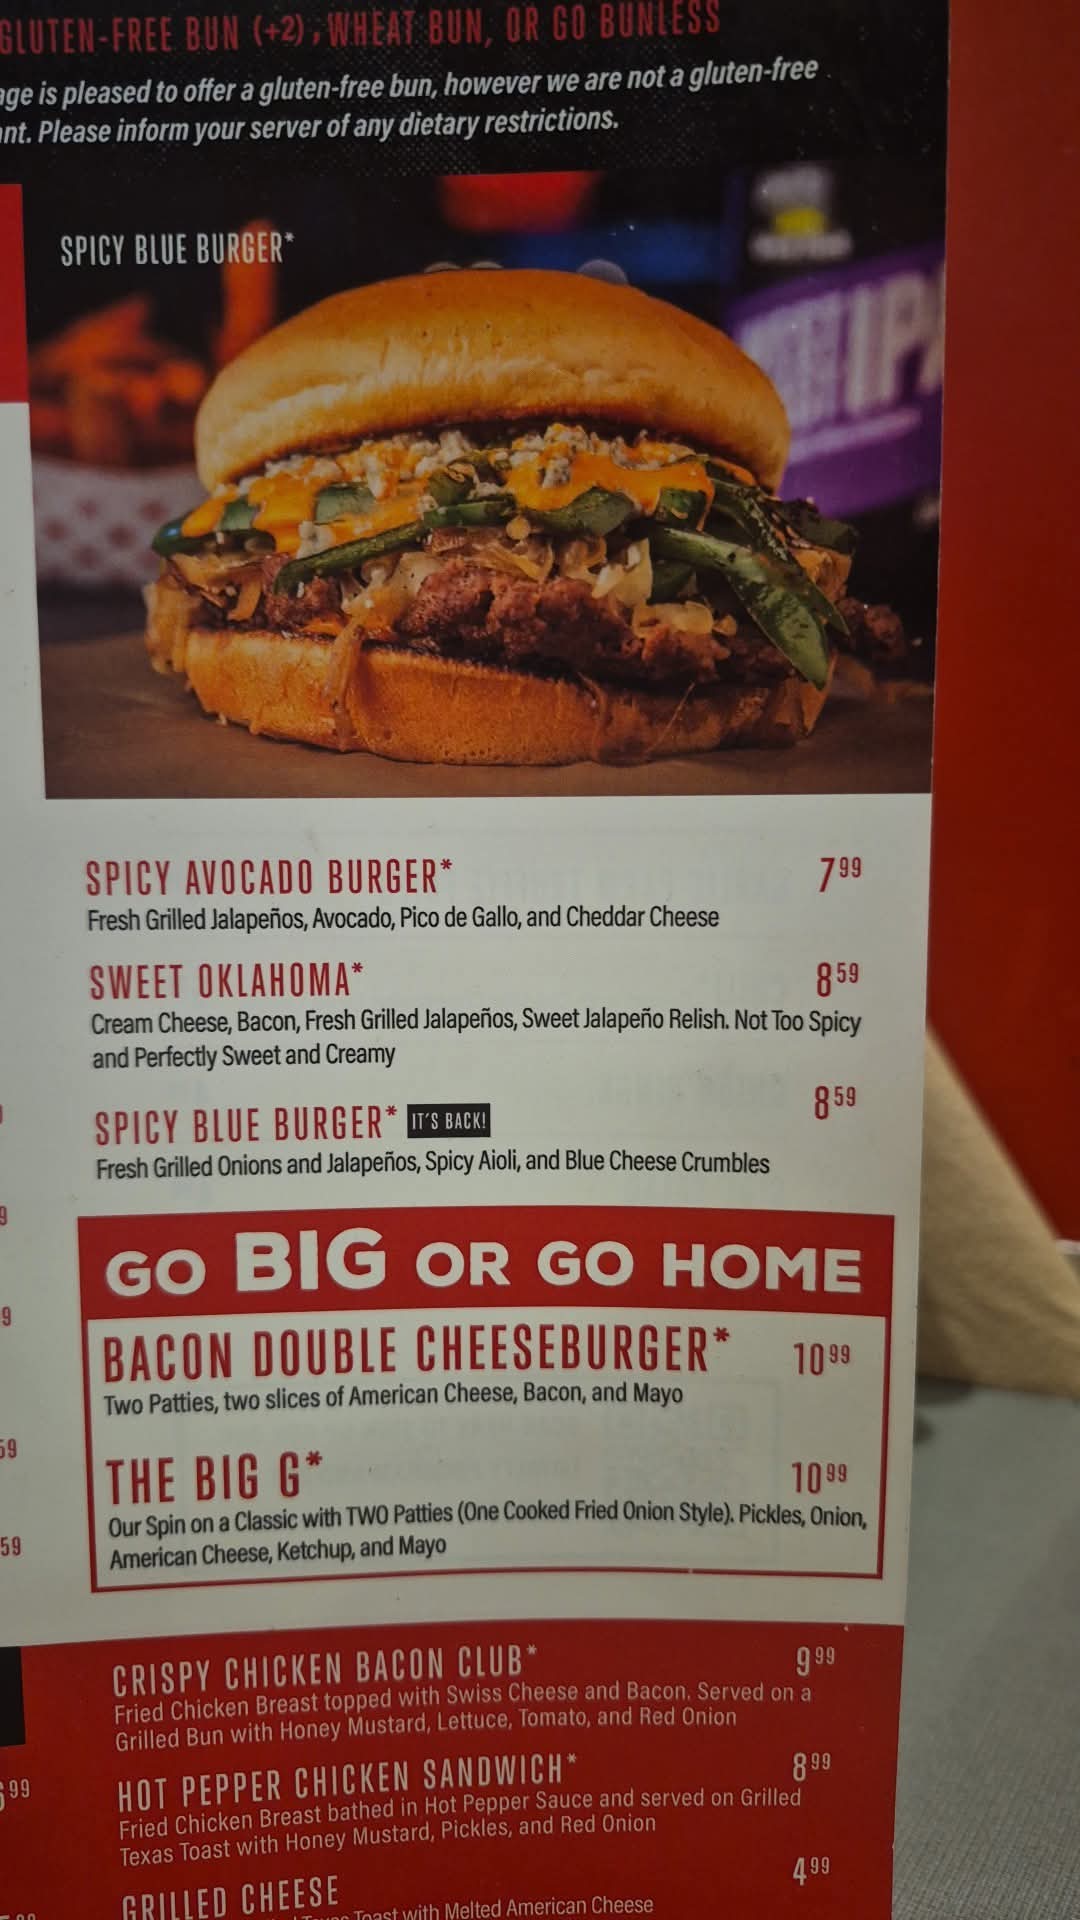 GLUTEN-FREE BUN (+2), WHEAT BUN, OR GO BUNLESS
is pleased to offer a gluten-free bun, however we are not a gluten-free
Please inform your server of any dietary restrictions.
SPICY BLUE BURGER*
IPA
SPICY AVOCADO BURGER* 7 99
Fresh Grilled Jalapeños, Avocado, Pico de Gallo, and Cheddar Cheese
SWEET OKLAHOMA* 8 59
Cream Cheese, Bacon, Fresh Grilled Jalapeños, Sweet Jalapeño Relish. Not Too Spicy
and Perfectly Sweet and Creamy
SPICY BLUE BURGER* IT'S BACK! 8 59
Fresh Grilled Onions and Jalapeños, Spicy Aioli, and Blue Cheese Crumbles
GO BIG OR GO HOME
BACON DOUBLE CHEESEBURGER* 10 99
Two Patties, two slices of American Cheese, Bacon, and Mayo
THE BIG G* 10 99
Our Spin on a Classic with TWO Patties (One Cooked Fried Onion Style). Pickles, Onion,
American Cheese, Ketchup, and Mayo
CRISPY CHICKEN BACON CLUB* 9 99
Fried Chicken Breast topped with Swiss Cheese and Bacon. Served on a
Grilled Bun with Honey Mustard, Lettuce, Tomato, and Red Onion
HOT PEPPER CHICKEN SANDWICH* 8 99
Fried Chicken Breast bathed in Hot Pepper Sauce and served on Grilled
Texas Toast with Honey Mustard, Pickles, and Red Onion
GRILLED CHEESE 4 99
Toast with Melted American Cheese